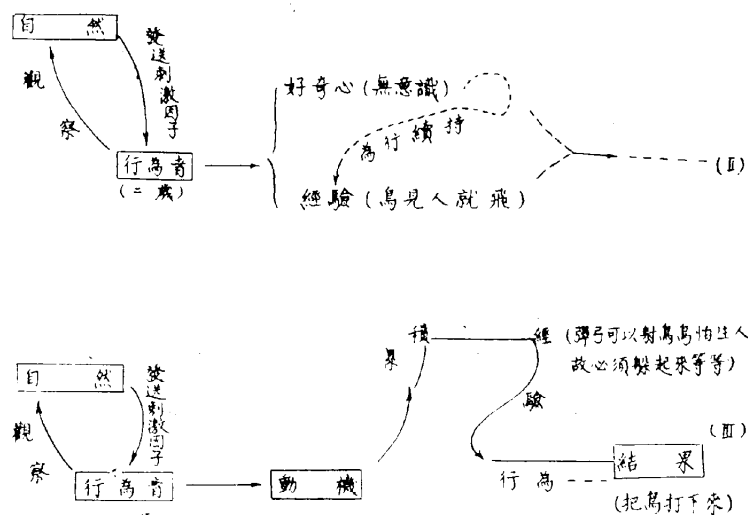 自 然
發送刺激因子
觀察
行為者
(二歲)
好奇心(無意識)
持續行為
經驗(鳥見人就飛)
(II)
自 然
發送刺激因子
觀察
行為者
動 機
累積
經驗
(彈弓可以射鳥鳥怕生人
故必須躲起來等等)
(III)
行為
結 果
(把鳥打下來)